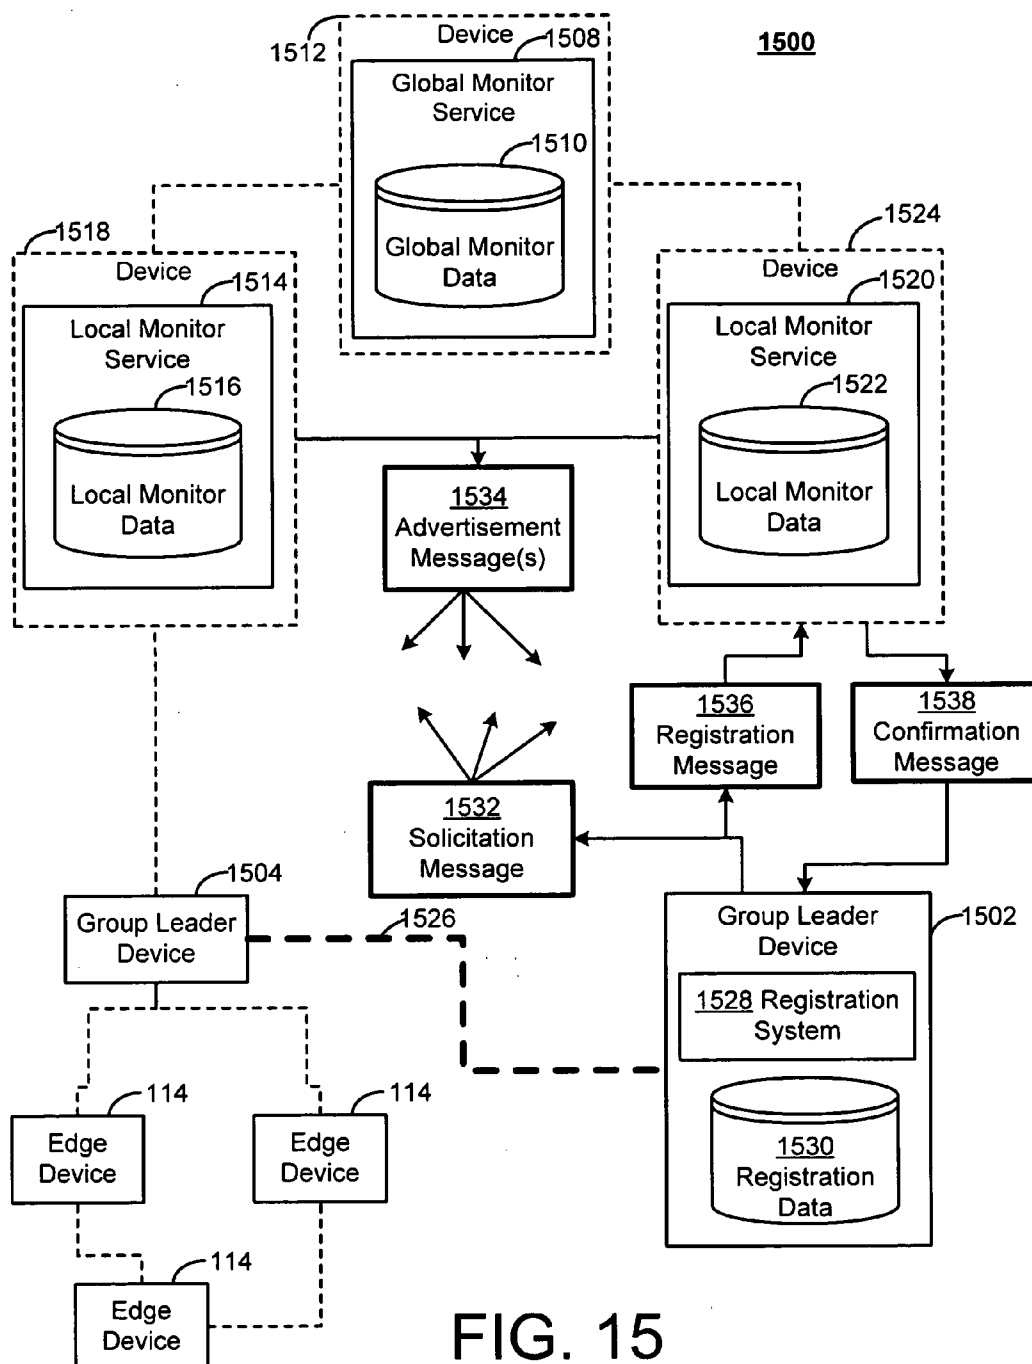 1512
Device
1508
1500
Global Monitor
Service
1510
Global Monitor
Data
1518
Device
1514
Local Monitor
Service
1516
Local Monitor
Data
1524
Device
1520
Local Monitor
Service
1522
Local Monitor
Data
1534
Advertisement
Message(s)
1536
Registration
Message
1538
Confirmation
Message
1532
Solicitation
Message
1504
Group Leader
Device
1526
Group Leader
Device
1502
1528 Registration
System
1530
Registration
Data
114
Edge
Device
114
Edge
Device
114
Edge
Device
FIG. 15